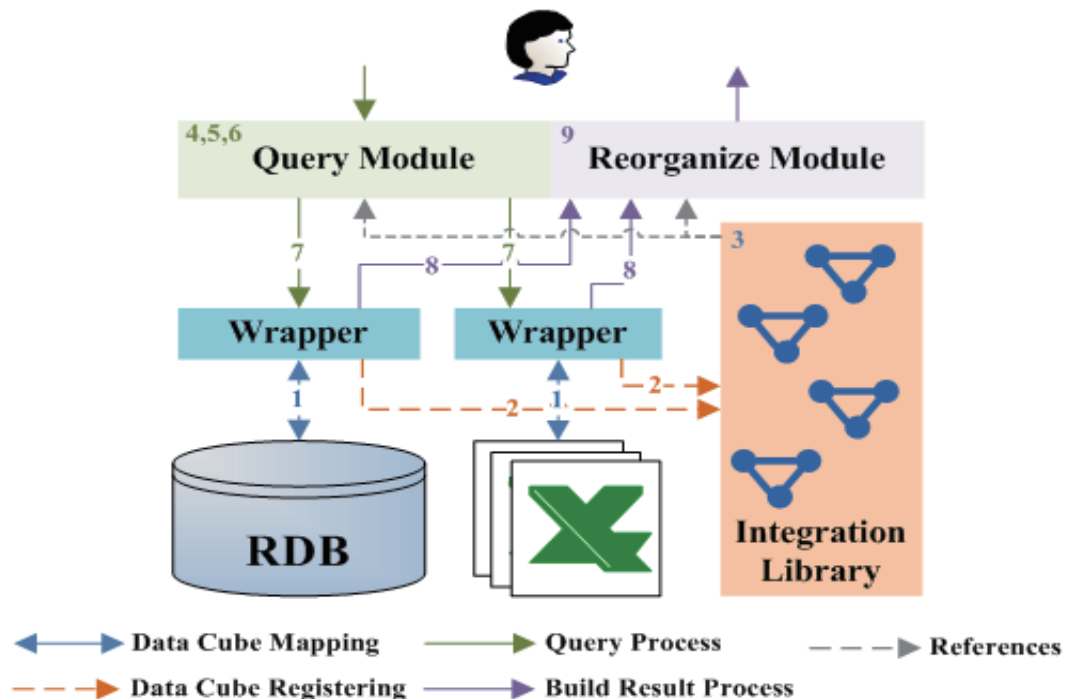 4,5,6
Query Module
9
Reorganize Module
3
7
7
8
8
Wrapper
Wrapper
2
2
1
1
RDB
Integration
Library
Data Cube Mapping
Query Process
References
Data Cube Registering
Build Result Process